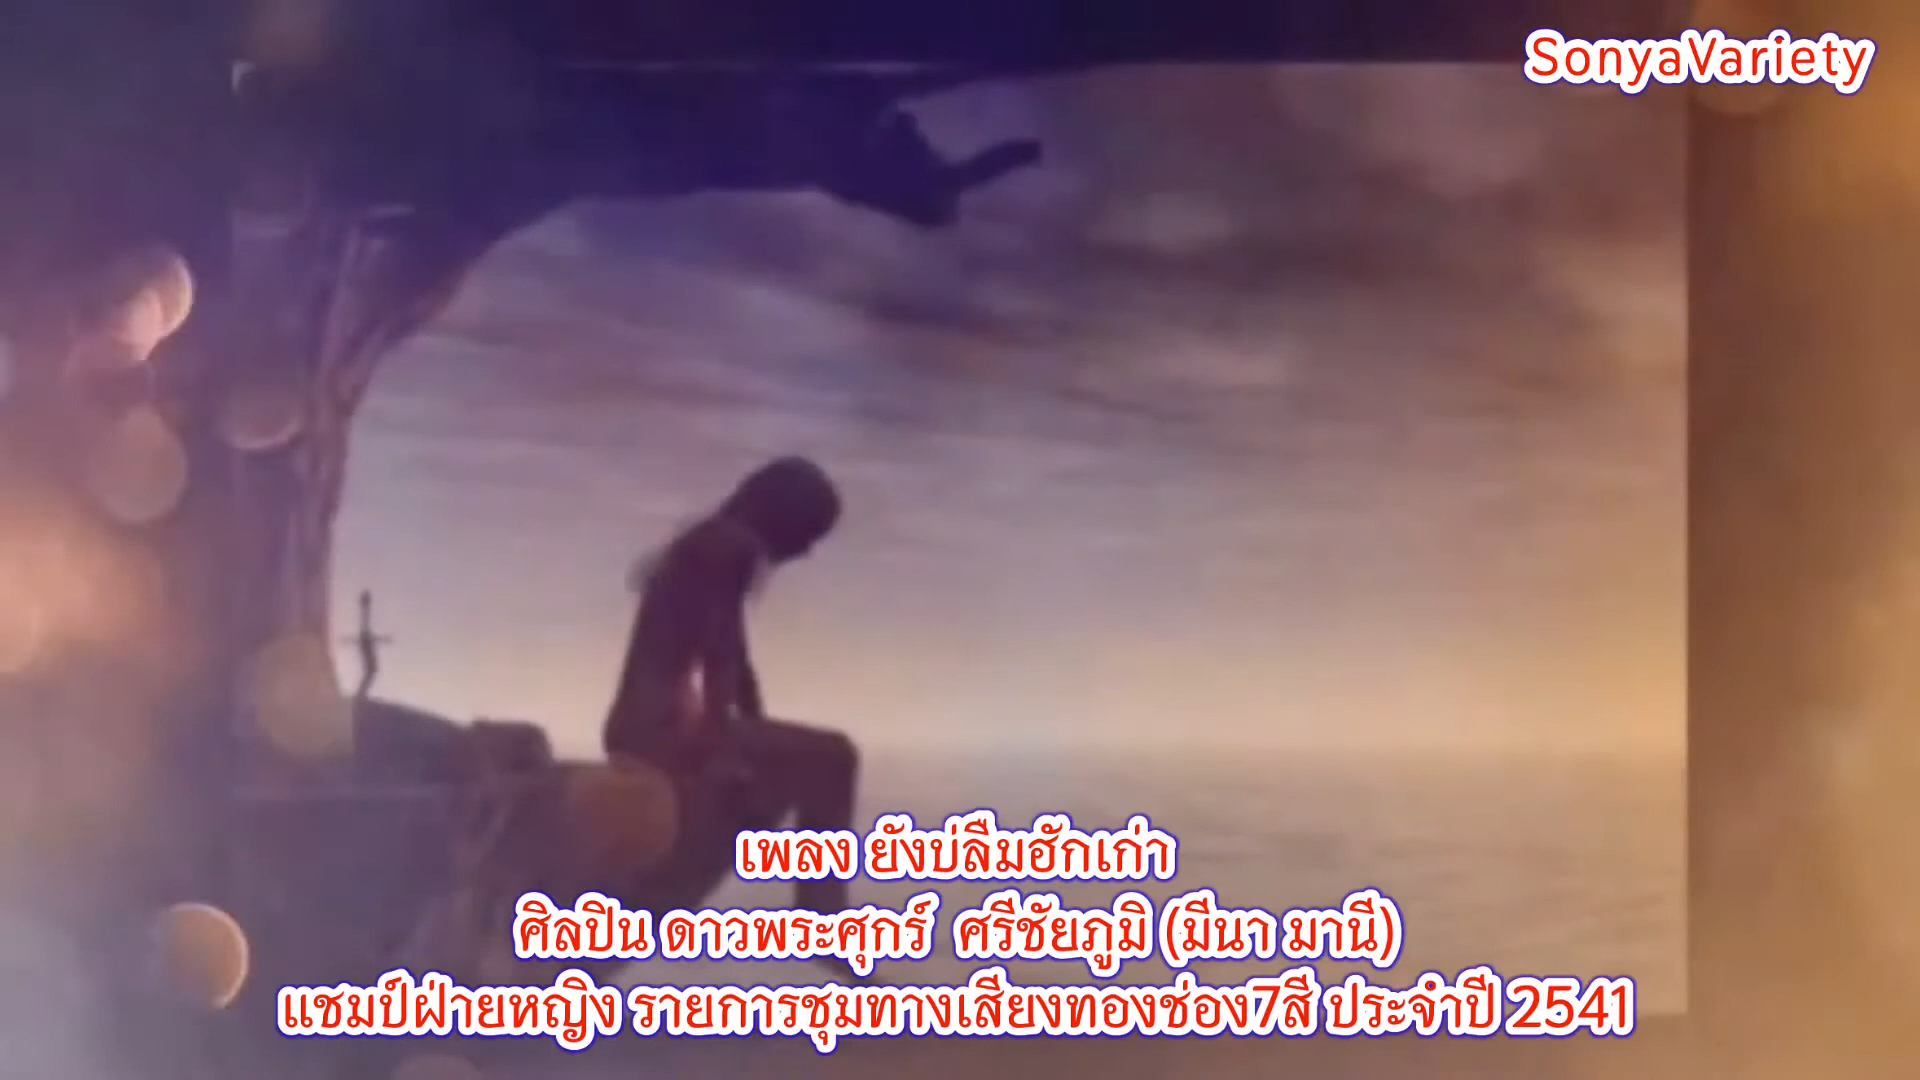 SonyaVariety
เพลง ยังบ่ลืมฮักเก่า
ศิลปิน ดาวพระศุกร์ ศรีชัยภูมิ (มีนา มานี)
แชมป์ฝ่ายหญิง รายการชุมทางเสียงทองช่อง7สี ประจำปี 2541